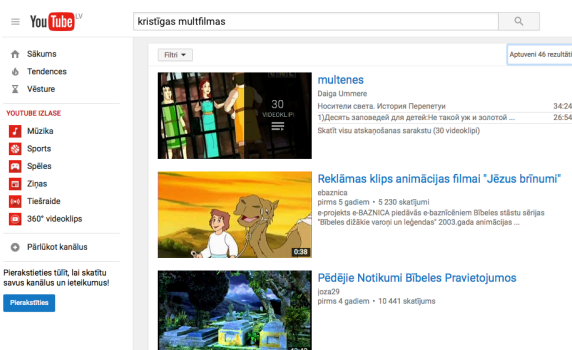 YouTube LV
kristīgas multfilmas
Sākums
Tendences
Vēsture
YOUTUBE IZLASE
Mūzika
Sports
Spēles
Ziņas
Tiešraide
360° videoklips
Pārlūkot kanālus
Pierakstieties tūlīt, lai skatītu
savus kanālus un ieteikumus!
Pierakstīties
Filtri
Aptuveni 46 rezultāti
30
VIDEOKLIPI
multenes
Daiga Ummere
Носители света. История Перепетуи 34:24
1)Десять заповедей для детей:Не такой уж и золотой ... 26:54
Skatīt visu atskaņošanas sarakstu (30 videoklipi)
0:38
Reklāmas klips animācijas filmai "Jēzus brīnumi"
ebaznica
pirms 5 gadiem • 5 230 skatījumi
e-projekts e-BAZNICA piedāvās e-baznīcēniem Bībeles stāstu sērijas
"Bībeles dižākie varoņi un leģendas" 2003.gada animācijas ...
Pēdējie Notikumi Bībeles Pravietojumos
joza29
pirms 4 gadiem • 10 441 skatījums